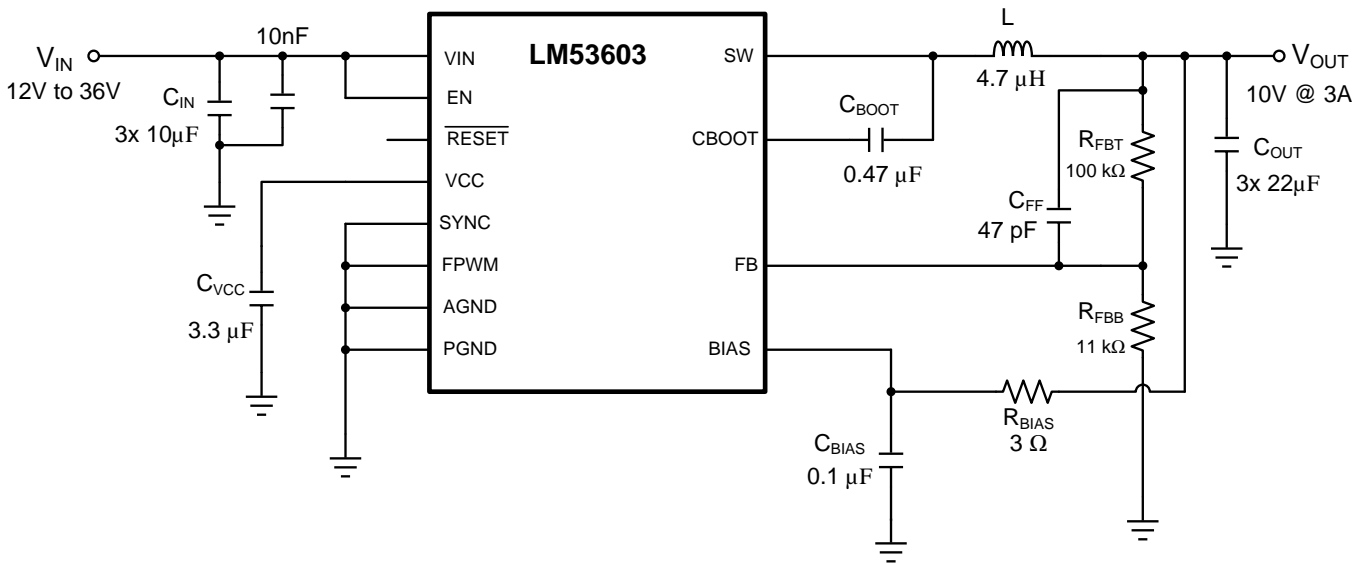 V_IN
12V to 36V
10nF
C_IN
3x 10µF
LM53603
VIN
EN
RESET
VCC
SYNC
FPWM
AGND
PGND
SW
CBOOT
FB
BIAS
C_VCC
3.3 µF
L
4.7 µH
C_BOOT
0.47 µF
C_FF
47 pF
R_FBT
100 kΩ
R_FBB
11 kΩ
R_BIAS
3 Ω
C_BIAS
0.1 µF
V_OUT
10V @ 3A
C_OUT
3x 22µF